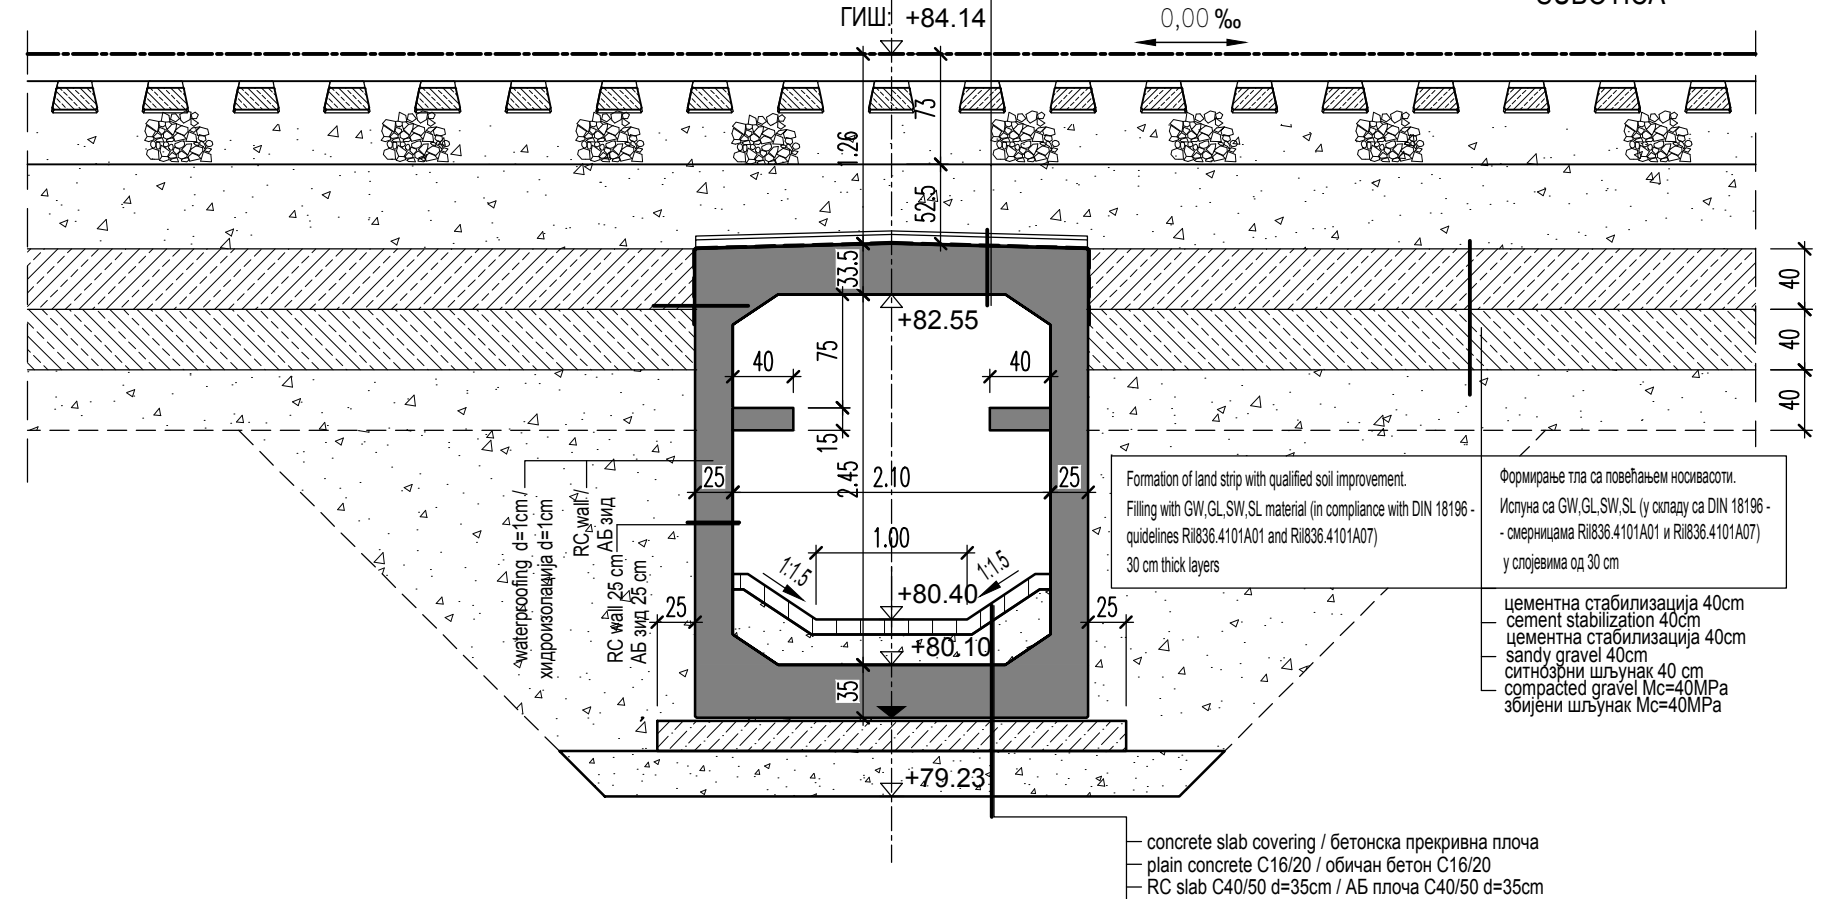 ГИШ: +84.14
0,00 ‰
73
1.26
52.5
33.5
+82.55
40
40
40
75
40
40
15
2.45
25
2.10
25
waterproofing d=1cm /
хидроизолација d=1cm
RC wall /
АБ зид
RC wall 25 cm /
АБ зид 25 cm
Formation of land strip with qualified soil improvement.
Filling with GW,GL,SW,SL material (in compliance with DIN 18196 -
quidelines Ril836.4101A01 and Ril836.4101A07)
30 cm thick layers
Формирање тла са повећањем носивасоти.
Испуна са GW,GL,SW,SL (у складу са DIN 18196 -
- смерницама Ril836.4101A01 и Ril836.4101A07)
у слојевима од 30 cm
1.00
1:1.5
1:1.5
+80.40
25
25
+80.10
35
+79.23
цементна стабилизација 40cm
cement stabilization 40cm
цементна стабилизација 40cm
sandy gravel 40cm
ситнозрни шљунак 40 cm
compacted gravel Mc=40MPa
збијени шљунак Mc=40MPa
concrete slab covering / бетонска прекривна плоча
plain concrete C16/20 / обичан бетон C16/20
RC slab C40/50 d=35cm / АБ плоча C40/50 d=35cm